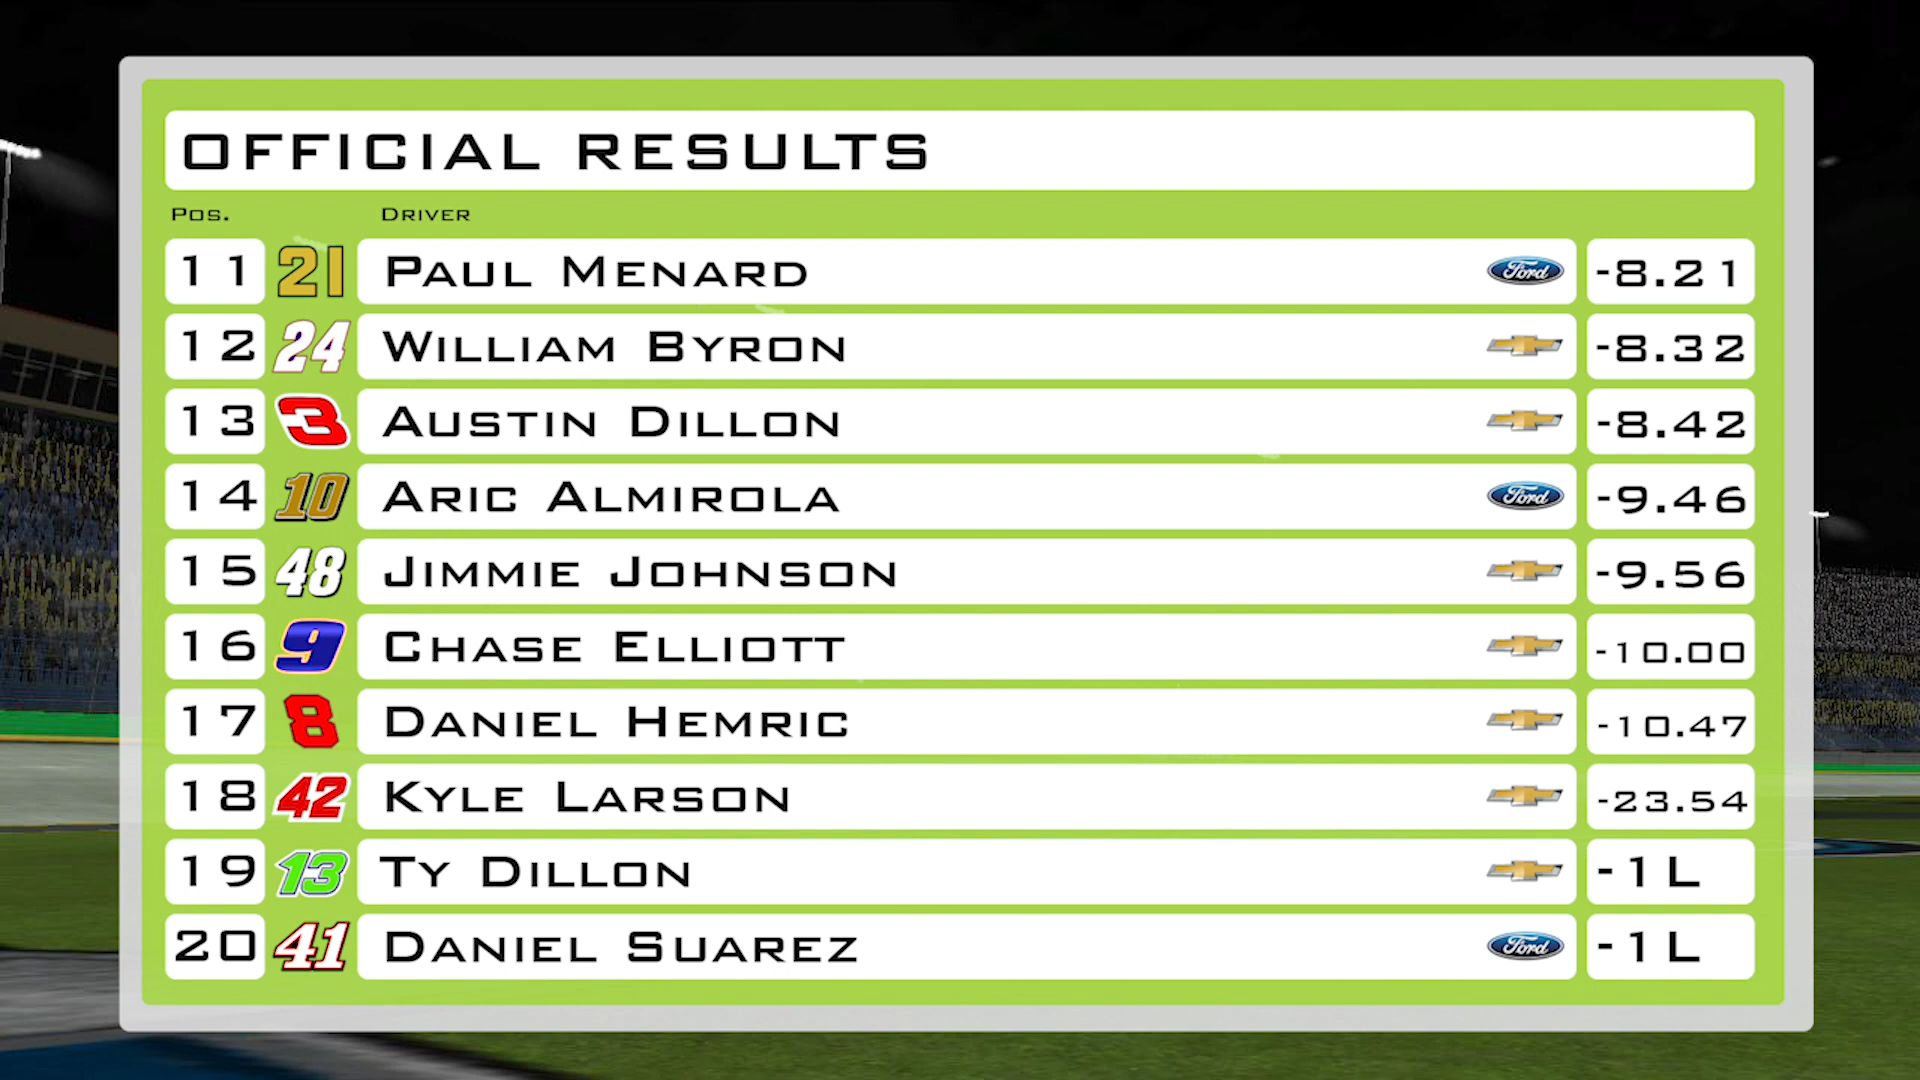 OFFICIAL RESULTS
POS. DRIVER
11 21 PAUL MENARD Ford -8.21
12 24 WILLIAM BYRON -8.32
13 3 AUSTIN DILLON -8.42
14 10 ARIC ALMIROLA Ford -9.46
15 48 JIMMIE JOHNSON -9.56
16 9 CHASE ELLIOTT -10.00
17 8 DANIEL HEMRIC -10.47
18 42 KYLE LARSON -23.54
19 13 TY DILLON -1L
20 41 DANIEL SUAREZ Ford -1L